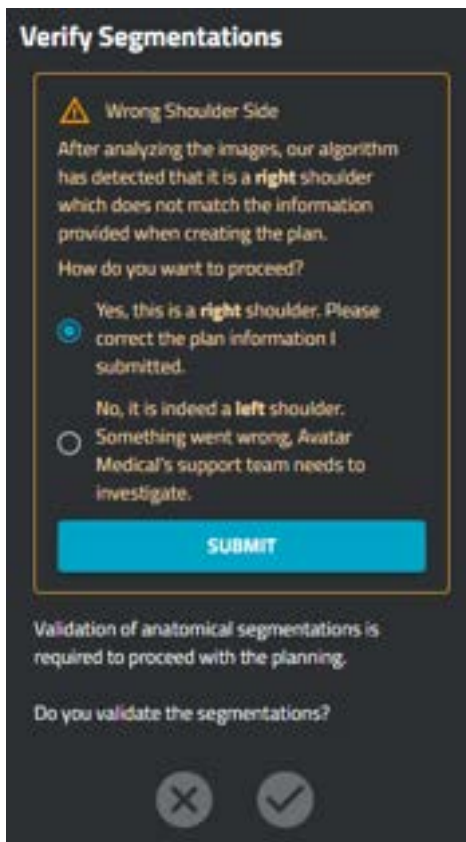 Verify Segmentations
Wrong Shoulder Side
After analyzing the images, our algorithm
has detected that it is a right shoulder
which does not match the information
provided when creating the plan.
How do you want to proceed?
Yes, this is a right shoulder. Please
correct the plan information I
submitted.
No, it is indeed a left shoulder.
Something went wrong, Avatar
Medical's support team needs to
investigate.
SUBMIT
Validation of anatomical segmentations is
required to proceed with the planning.
Do you validate the segmentations?